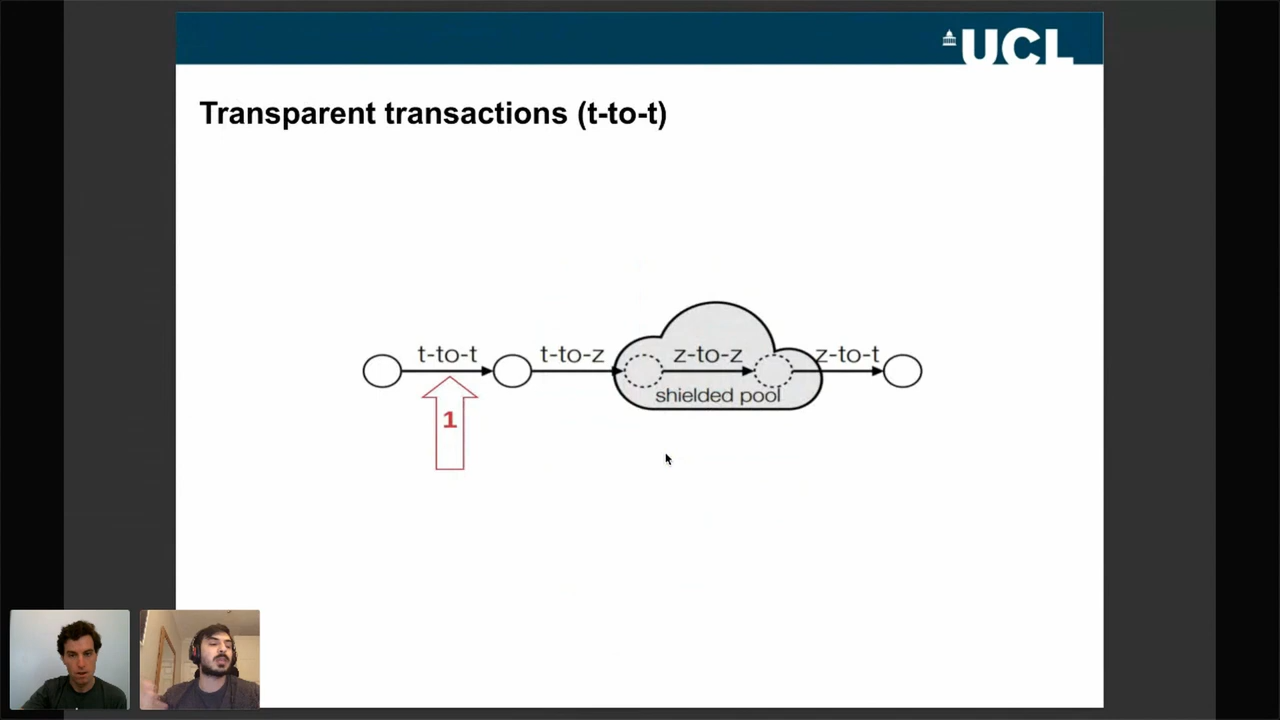 UCL
Transparent transactions (t-to-t)
t-to-t t-to-z z-to-z z-to-t
shielded pool
1